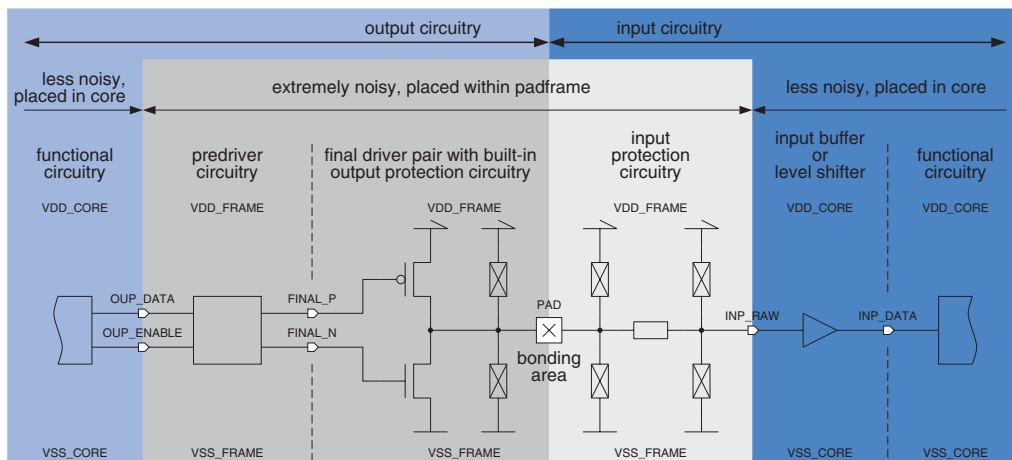 output circuitry
input circuitry
less noisy,
placed in core
extremely noisy, placed within padframe
less noisy, placed in core
functional
circuitry
predriver
circuitry
final driver pair with built-in
output protection circuitry
input
protection
circuitry
input buffer
or
level shifter
functional
circuitry
VDD_CORE
VDD_FRAME
VDD_FRAME
VDD_FRAME
VDD_CORE
VDD_CORE
OUP_DATA
OUP_ENABLE
FINAL_P
FINAL_N
PAD
bonding
area
INP_RAW
INP_DATA
VSS_CORE
VSS_FRAME
VSS_FRAME
VSS_FRAME
VSS_CORE
VSS_CORE